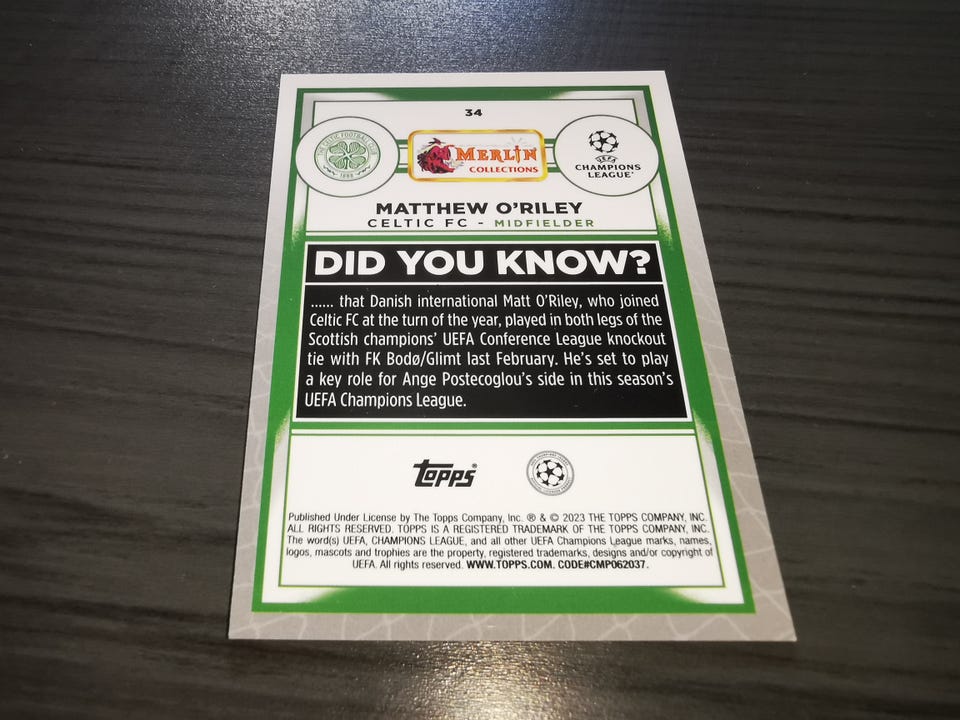 34
THE CELTIC FOOTBALL CLUB
1888
MERLIN
COLLECTIONS
UEFA
CHAMPIONS
LEAGUE®
MATTHEW O'RILEY
CELTIC FC - MIDFIELDER
DID YOU KNOW?
...... that Danish international Matt O'Riley, who joined
Celtic FC at the turn of the year, played in both legs of the
Scottish champions' UEFA Conference League knockout
tie with FK Bodø/Glimt last February. He's set to play
a key role for Ange Postecoglou's side in this season's
UEFA Champions League.
Topps®
Published Under License by The Topps Company, Inc. ® & © 2023 THE TOPPS COMPANY, INC.
ALL RIGHTS RESERVED. TOPPS IS A REGISTERED TRADEMARK OF THE TOPPS COMPANY, INC.
The word(s) UEFA, CHAMPIONS LEAGUE, and all other UEFA Champions League marks, names,
logos, mascots and trophies are the property, registered trademarks, designs and/or copyright of
UEFA. All rights reserved. WWW.TOPPS.COM. CODE#CMP062037.